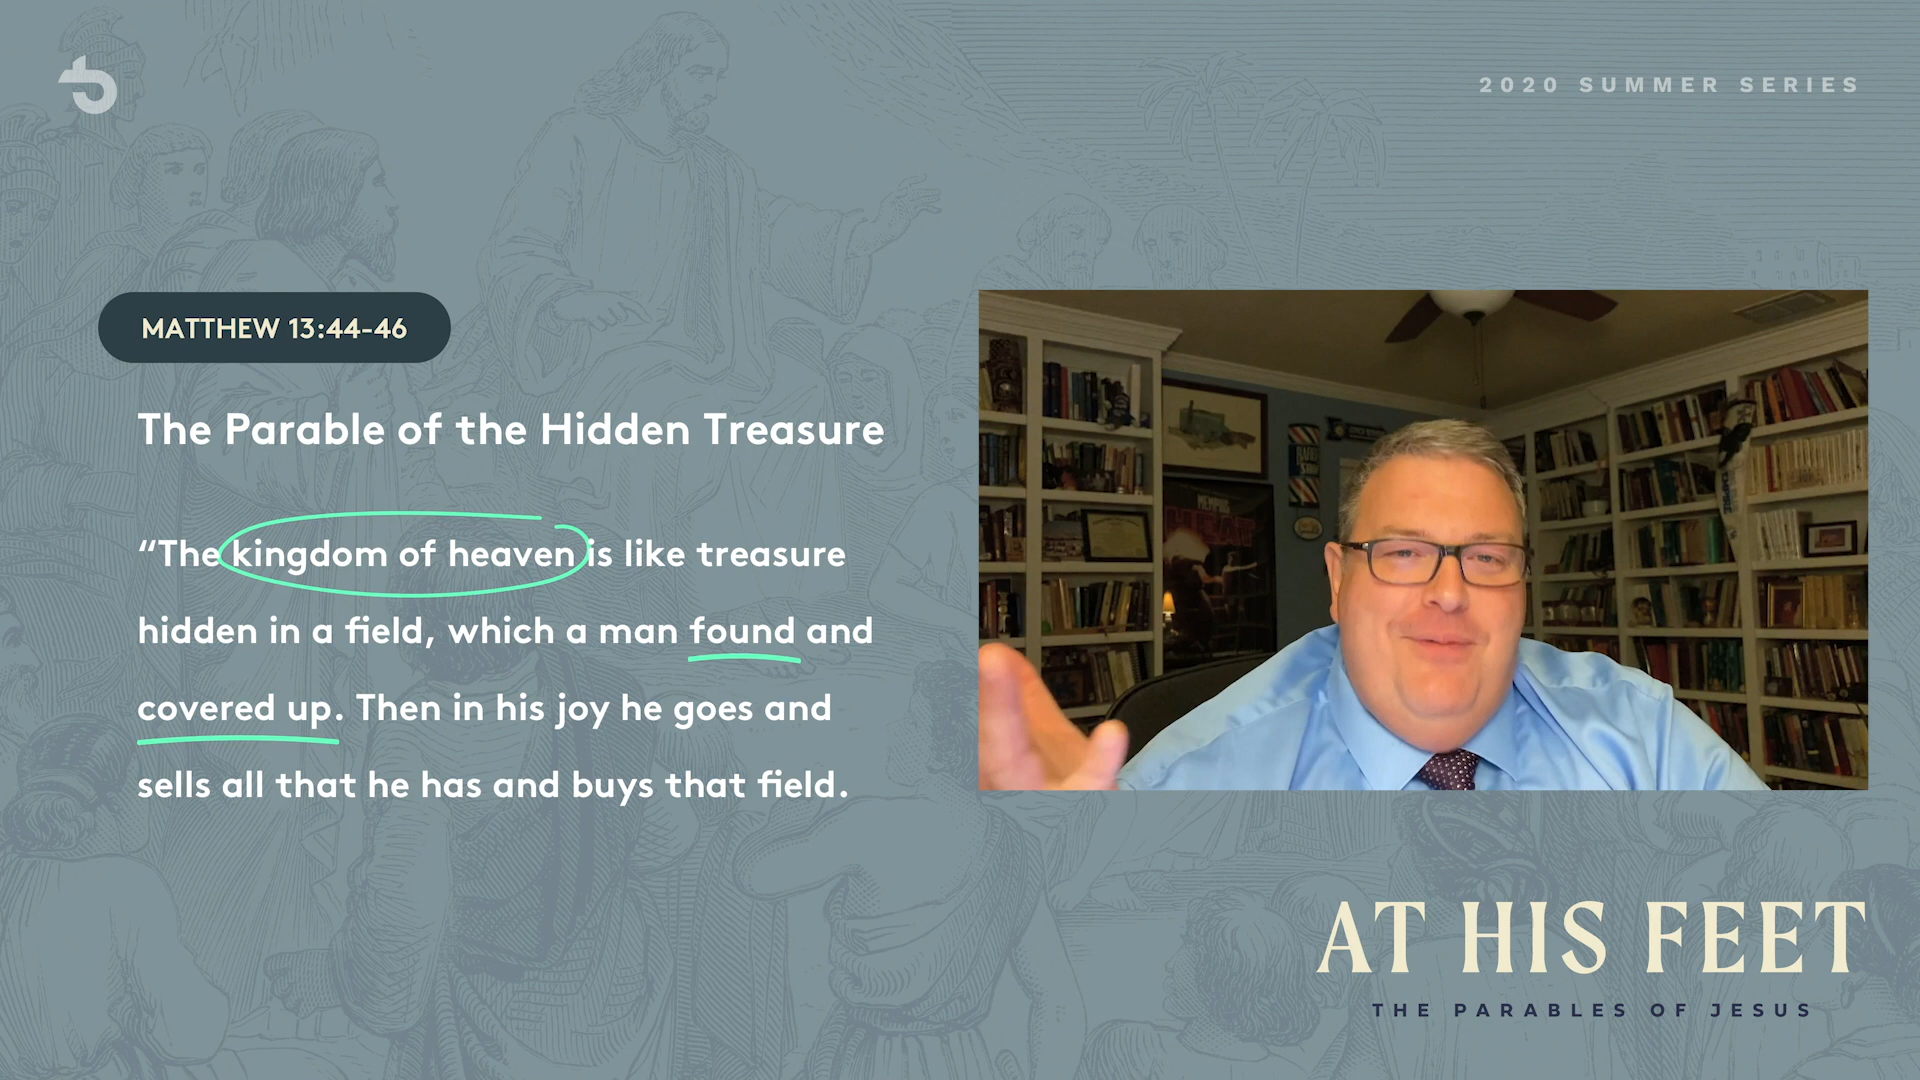 2020 SUMMER SERIES
MATTHEW 13:44-46
The Parable of the Hidden Treasure
“The kingdom of heaven is like treasure
hidden in a field, which a man found and
covered up. Then in his joy he goes and
sells all that he has and buys that field.
MEMPHIS
HEAT
AT HIS FEET
THE PARABLES OF JESUS